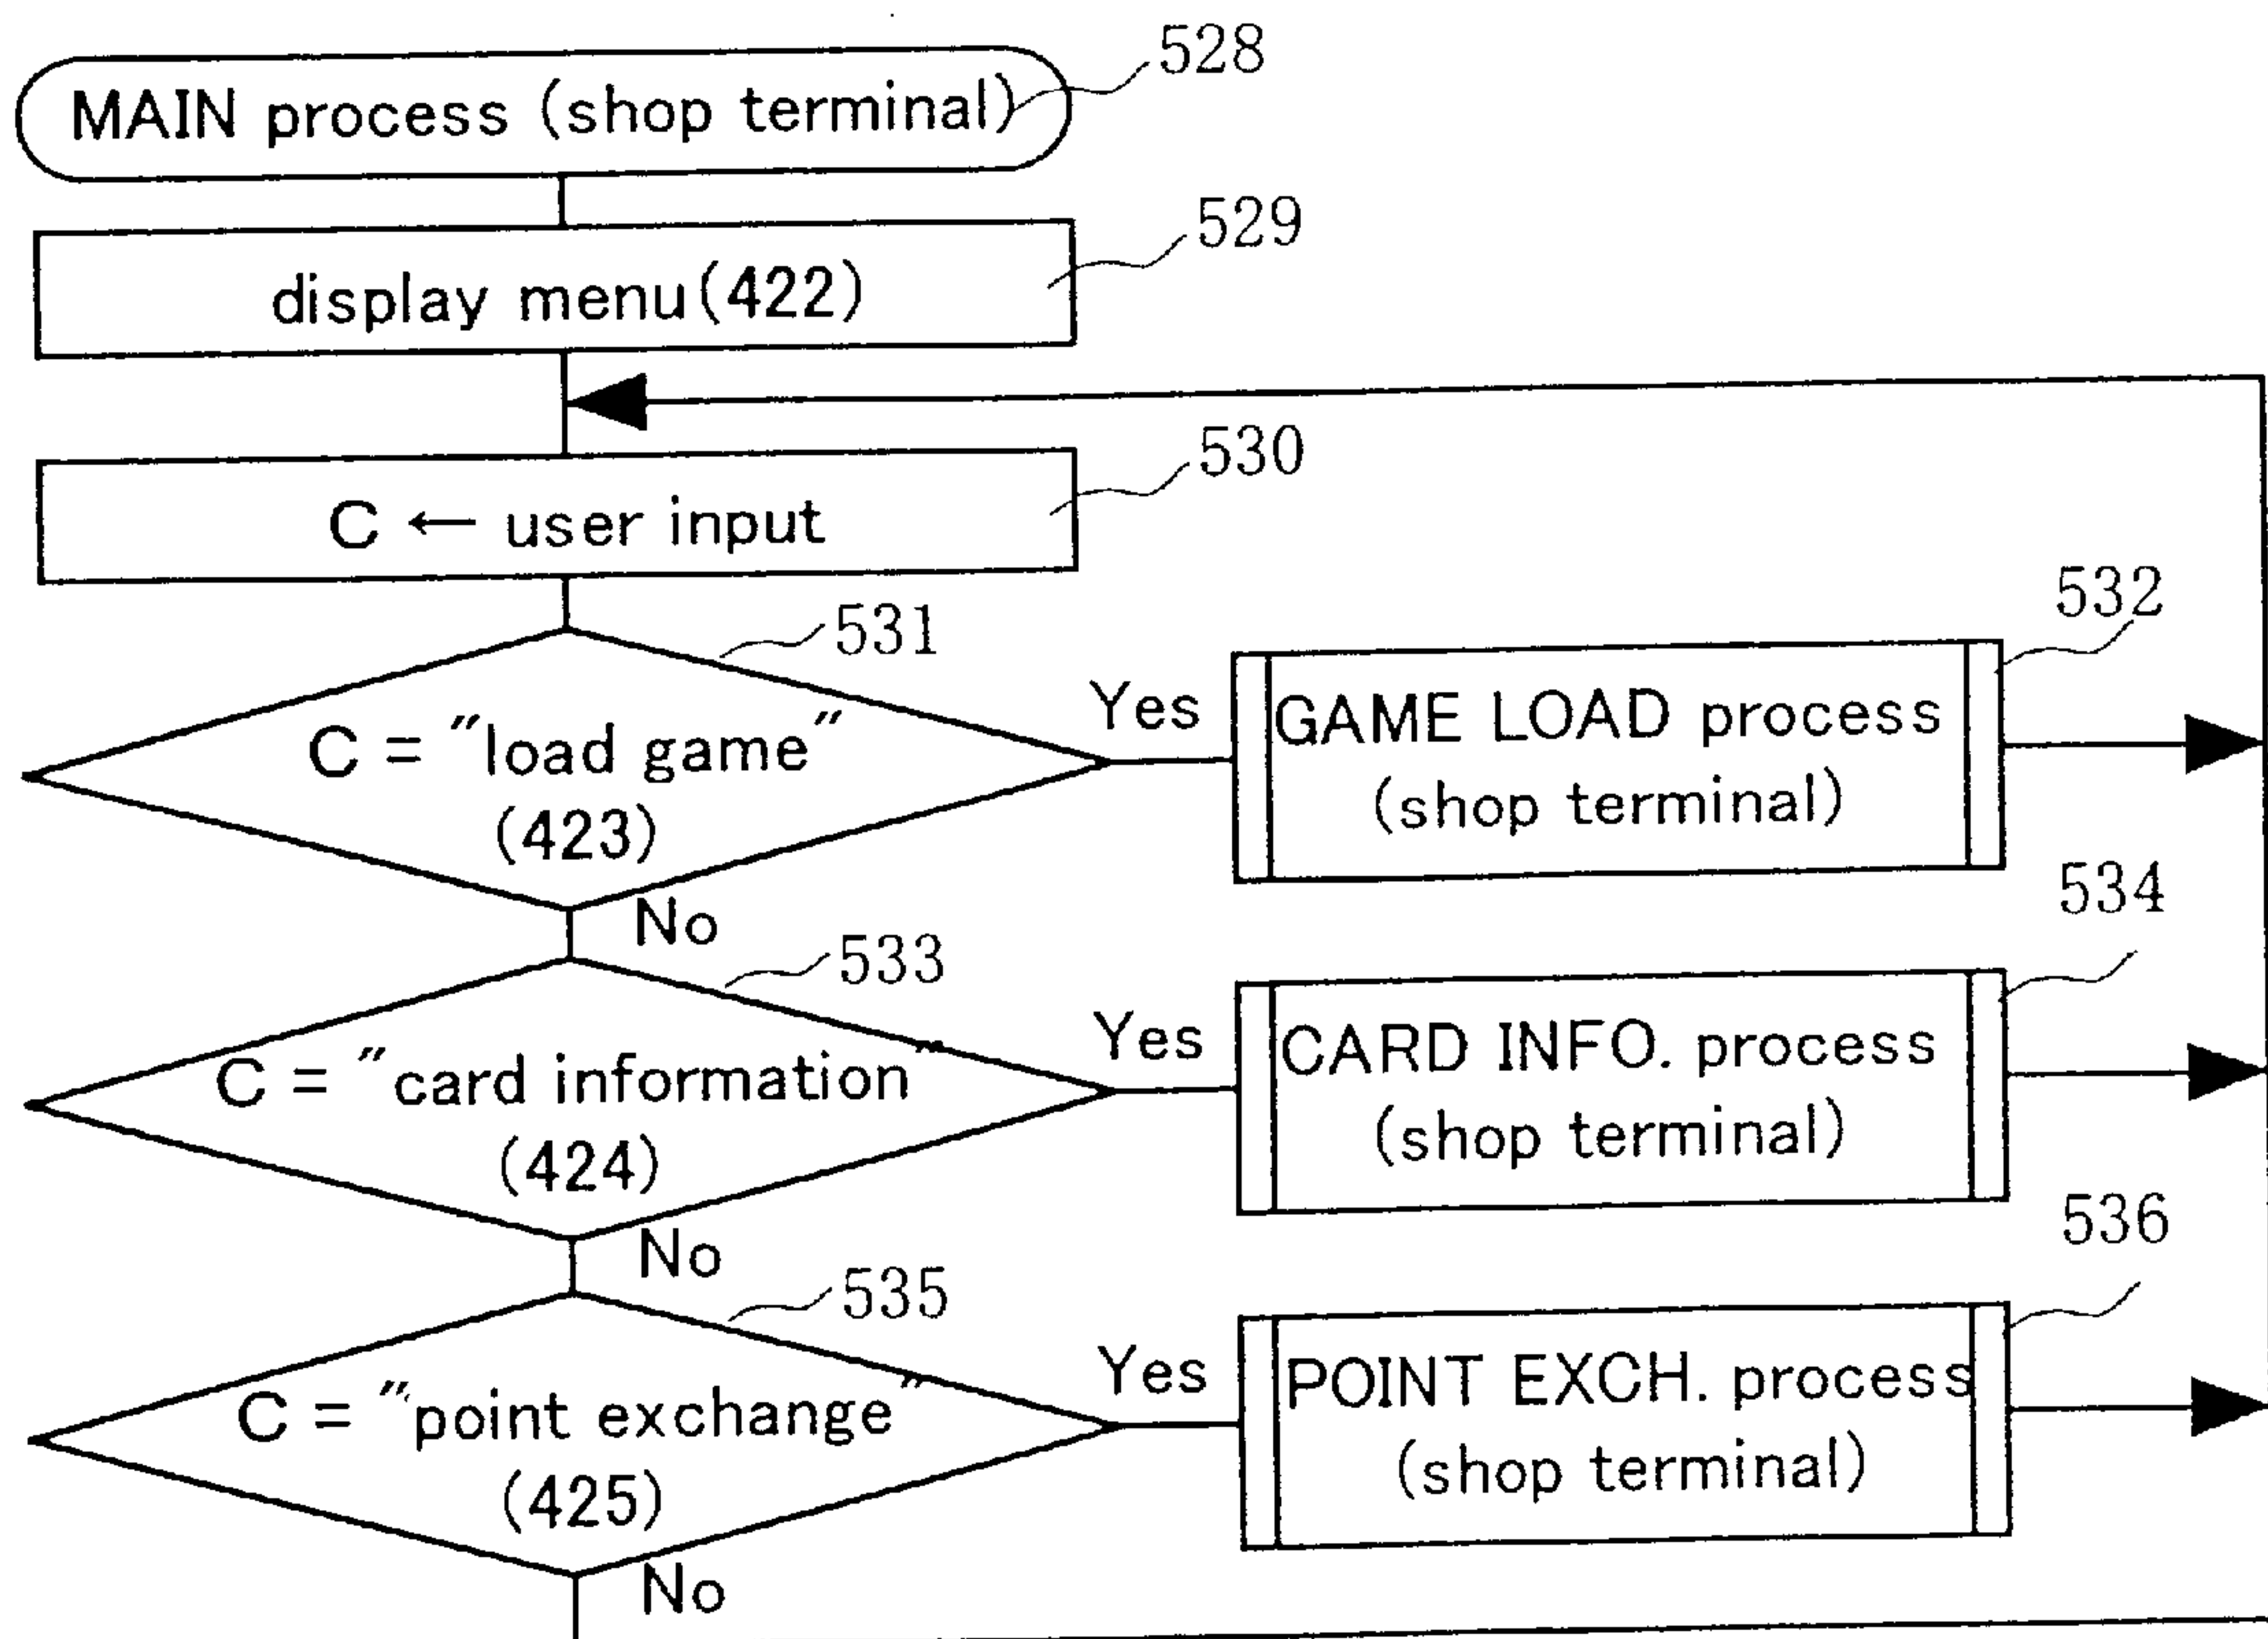 MAIN process (shop terminal)
528
529
display menu(422)
530
C ← user input
531
532
C = "load game"
(423)
Yes
GAME LOAD process
(shop terminal)
No
533
534
C = "card information"
(424)
Yes
CARD INFO. process
(shop terminal)
No
535
536
C = "point exchange"
(425)
Yes
POINT EXCH. process
(shop terminal)
No